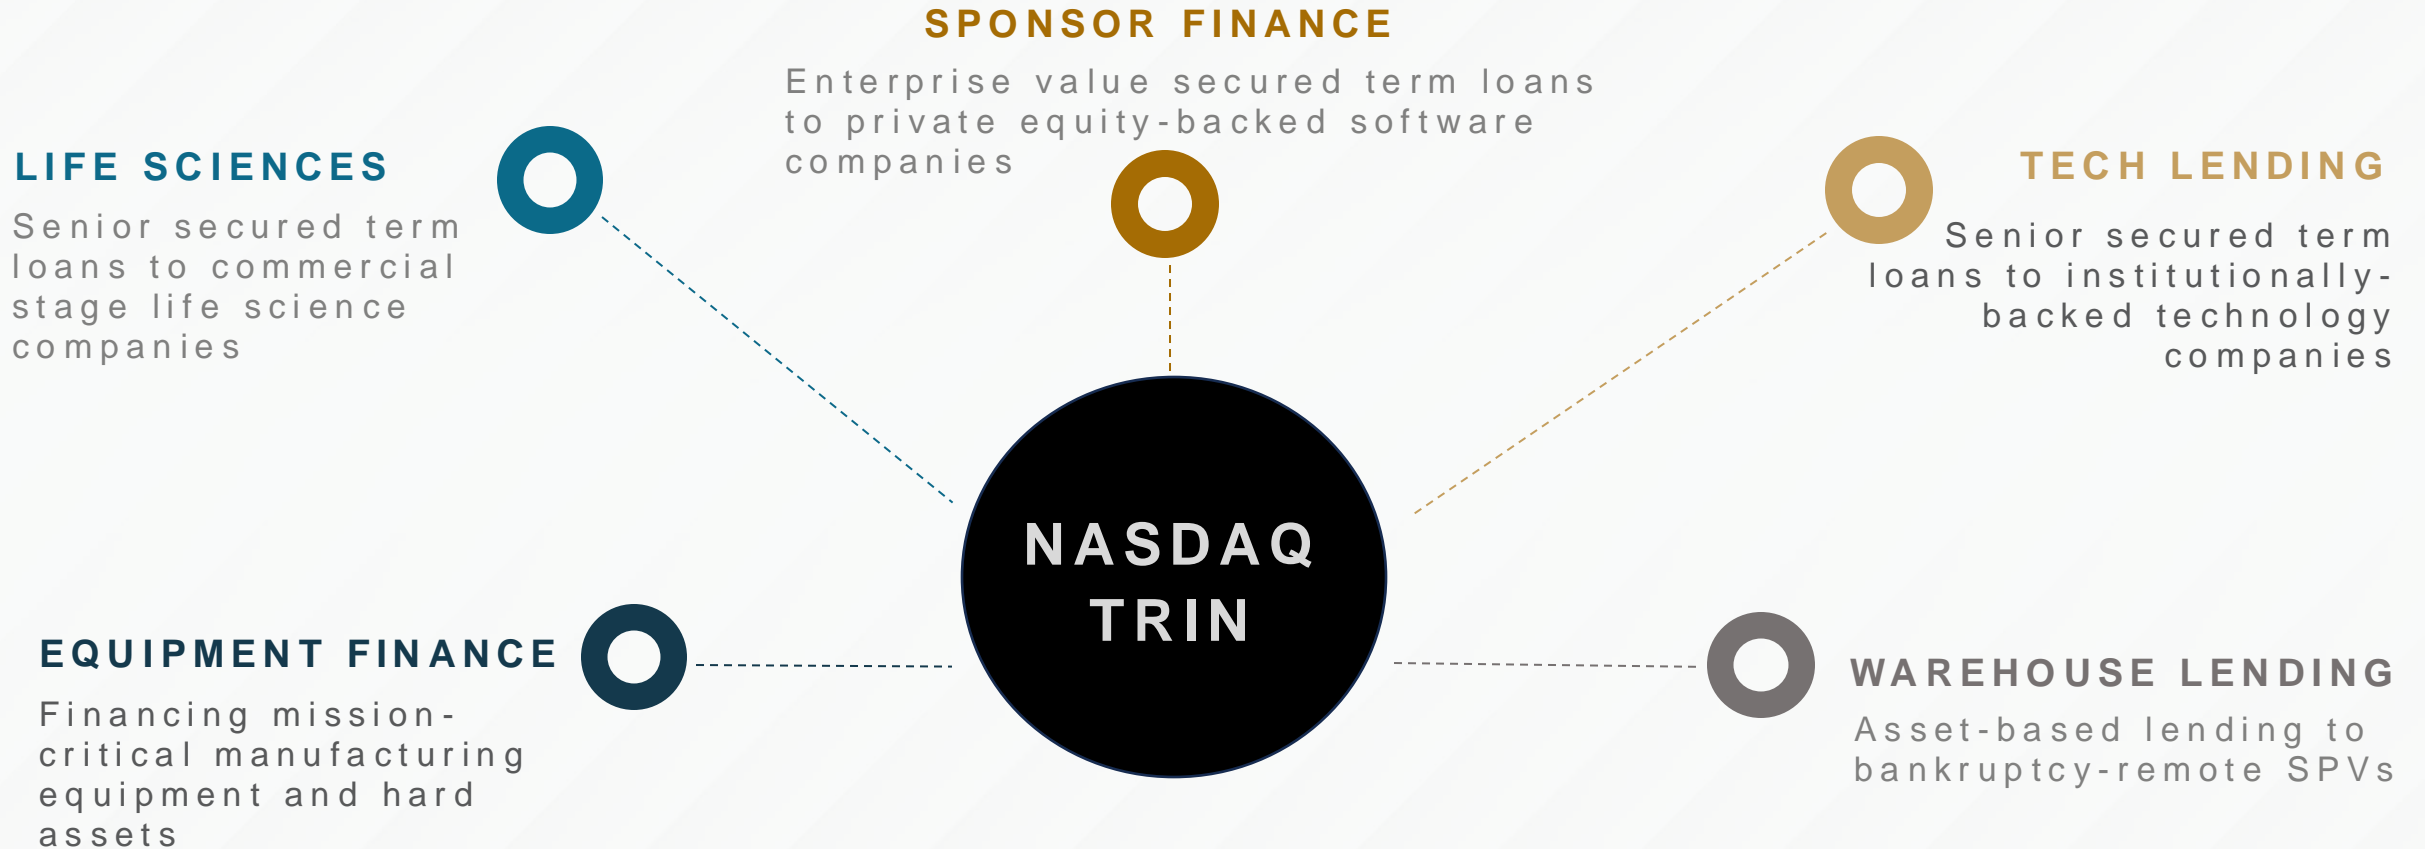 SPONSOR FINANCE
Enterprise value secured term loans
to private equity-backed software
companies
LIFE SCIENCES
Senior secured term
loans to commercial
stage life science
companies
TECH LENDING
Senior secured term
loans to institutionally-
backed technology
companies
NASDAQ
TRIN
EQUIPMENT FINANCE
Financing mission-
critical manufacturing
equipment and hard
assets
WAREHOUSE LENDING
Asset-based lending to
bankruptcy-remote SPVs